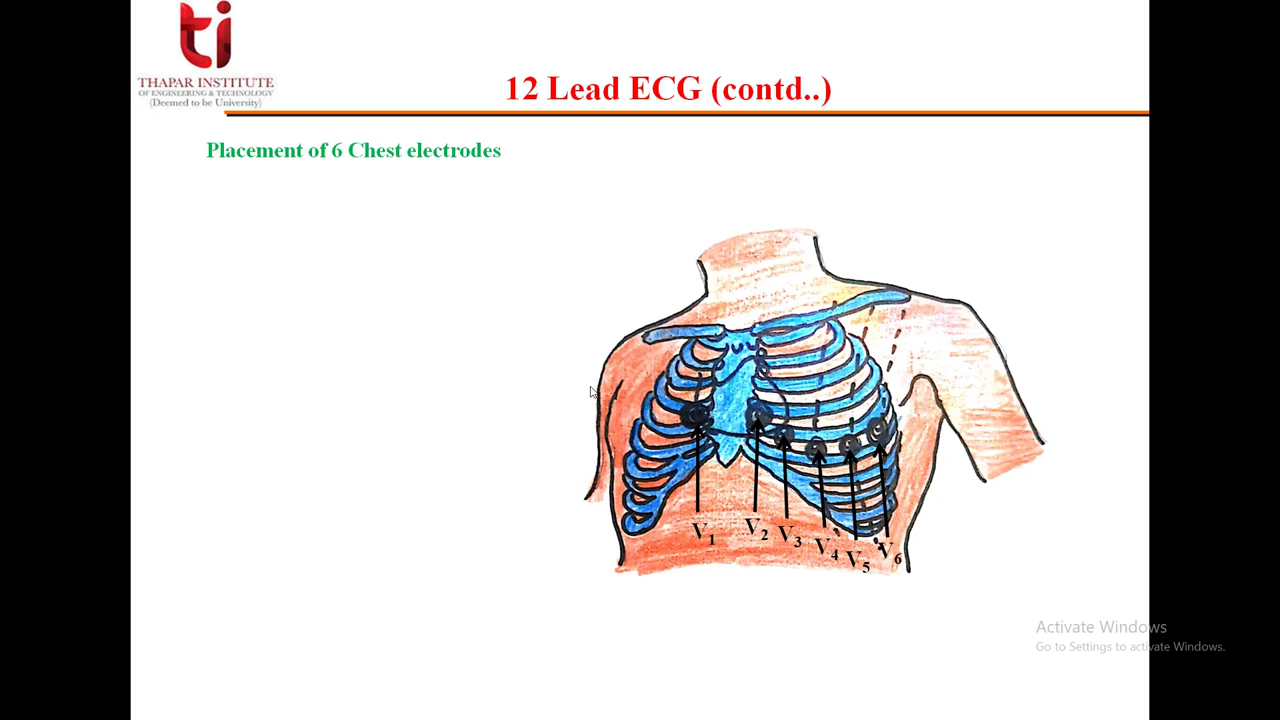 ti
THAPAR INSTITUTE
OF ENGINEERING & TECHNOLOGY
(Deemed to be University)
12 Lead ECG (contd..)
Placement of 6 Chest electrodes
V1
V2
V3
V4
V5
V6
Activate Windows
Go to Settings to activate Windows.